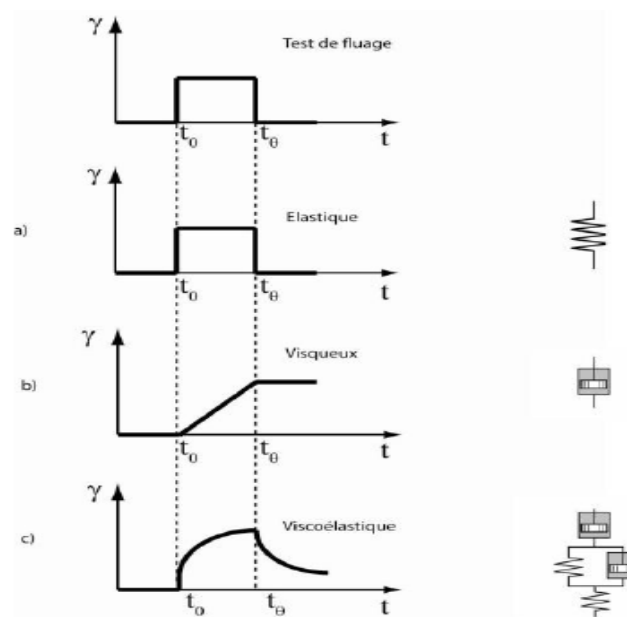 γ
Test de fluage
t₀ t_θ t
γ
Elastique
a)
t₀ t_θ t
γ
Visqueux
b)
t₀ t_θ t
γ
Viscoélastique
c)
t₀ t_θ t